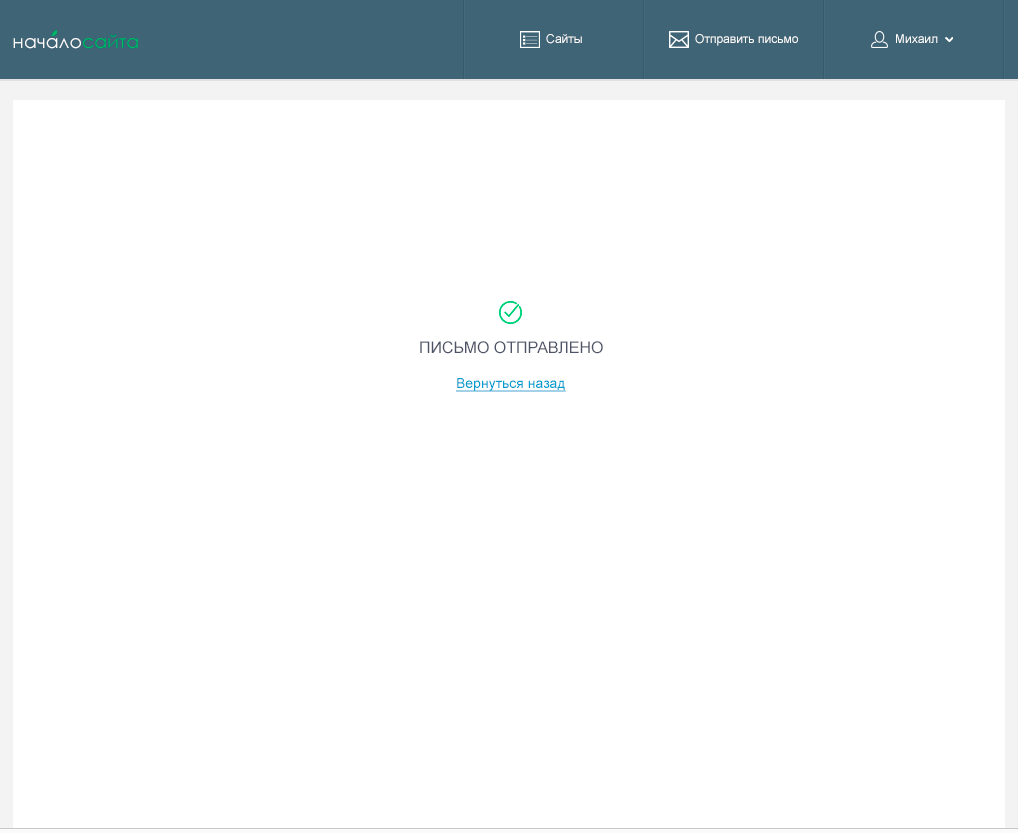 началосайта
Сайты
Отправить письмо
Михаил
ПИСЬМО ОТПРАВЛЕНО
Вернуться назад